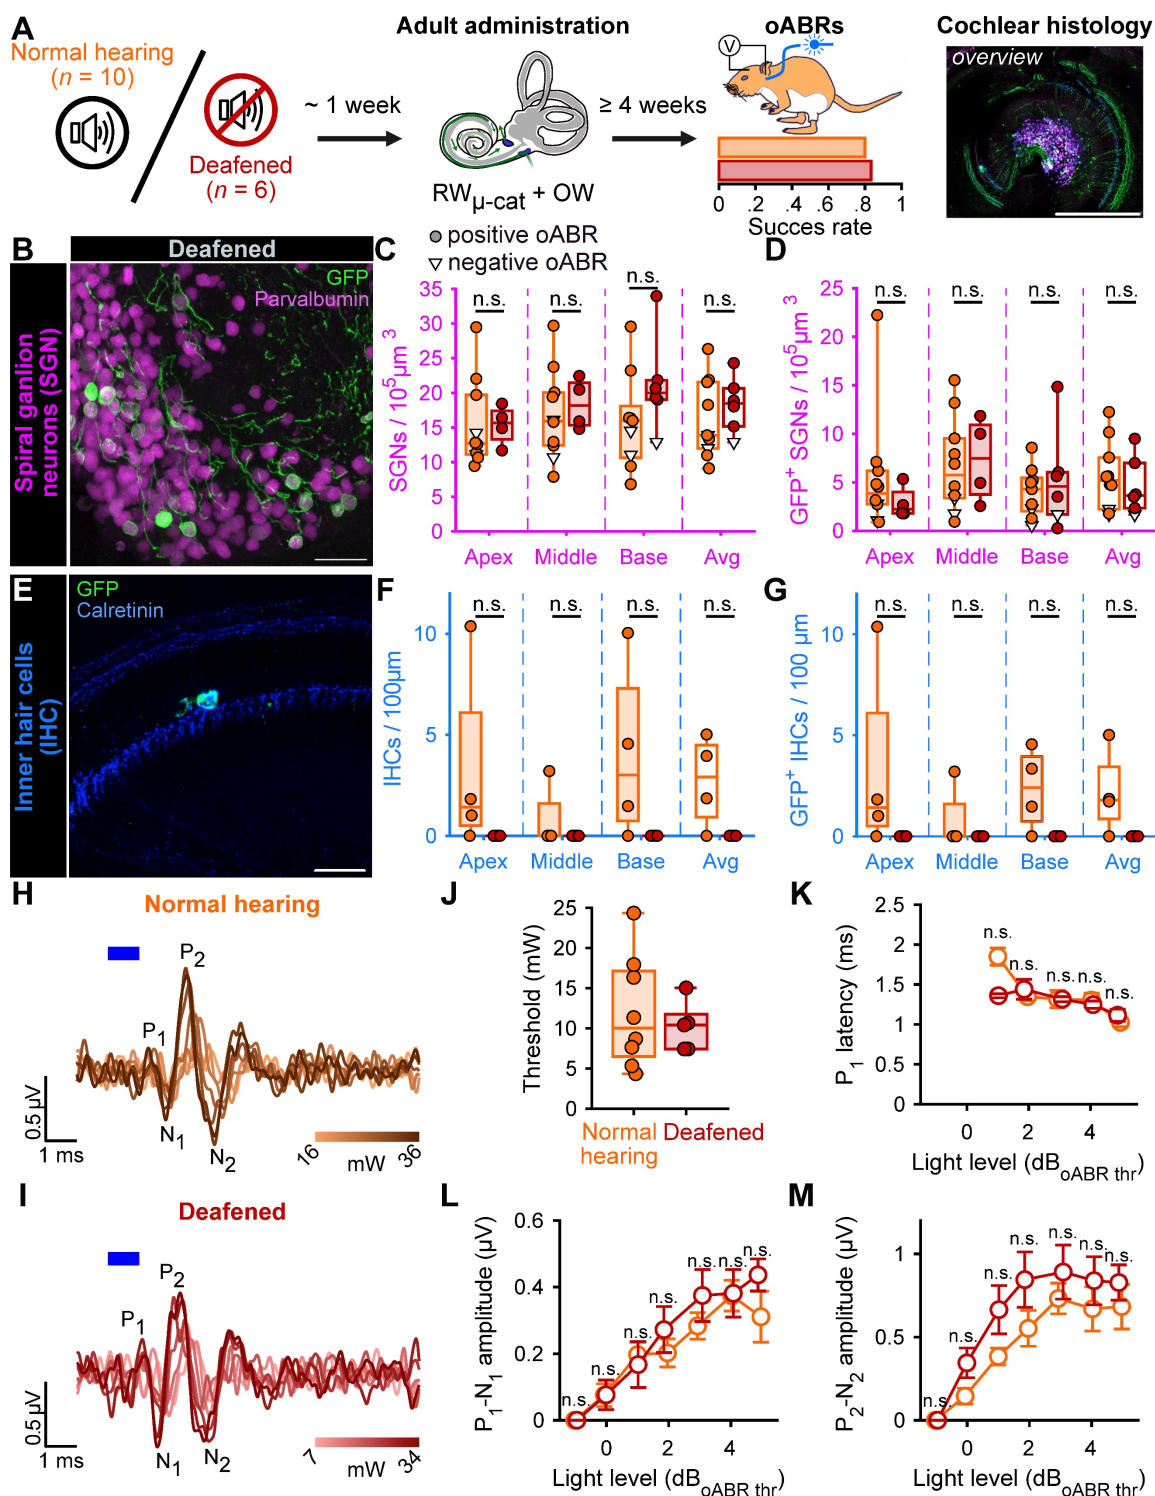 A
Normal hearing
(n = 10)
Deafened
(n = 6)
~ 1 week
Adult administration
RWμ-cat + OW
≥ 4 weeks
oABRs
V
0 .2 .4 .6 .8 1
Succes rate
Cochlear histology
overview
B
Deafened
GFP
Parvalbumin
Spiral ganlion
neurons (SGN)
C
positive oABR
negative oABR
SGNs / 10⁵μm ³
35
30
25
20
15
10
5
0
n.s. n.s. n.s. n.s.
Apex Middle Base Avg
D
GFP⁺ SGNs / 10⁵μm ³
25
20
15
10
5
0
n.s. n.s. n.s. n.s.
Apex Middle Base Avg
E
GFP
Calretinin
Inner hair cells
(IHC)
F
IHCs / 100μm
10
5
0
n.s. n.s. n.s. n.s.
Apex Middle Base Avg
G
GFP⁺ IHCs / 100 μm
10
5
0
n.s. n.s. n.s. n.s.
Apex Middle Base Avg
H
Normal hearing
P₂
P₁
N₁
N₂
0.5 μV
1 ms
16 mW 36
I
Deafened
P₂
P₁
N₁
N₂
0.5 μV
1 ms
7 mW 34
J
Threshold (mW)
25
20
15
10
5
0
Normal
hearing
Deafened
K
P₁ latency (ms)
2.5
2
1.5
1
0.5
0
n.s. n.s. n.s. n.s. n.s.
0 2 4
Light level (dBoABR thr)
L
P₁-N₁ amplitude (μV)
0.6
0.4
0.2
0
n.s. n.s. n.s. n.s. n.s. n.s. n.s.
0 2 4
Light level (dBoABR thr)
M
P₂-N₂ amplitude (μV)
1
0.5
0
n.s. n.s. n.s. n.s. n.s. n.s. n.s.
0 2 4
Light level (dBoABR thr)